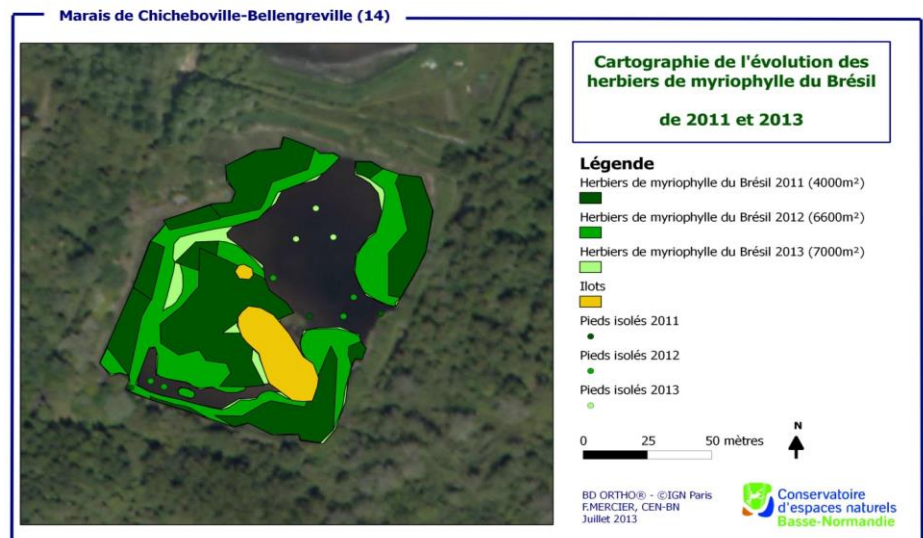 Marais de Chicheboville-Bellengreville (14)
Cartographie de l'évolution des
herbiers de myriophylle du Brésil
de 2011 et 2013
Légende
Herbiers de myriophylle du Brésil 2011 (4000m²)
Herbiers de myriophylle du Brésil 2012 (6600m²)
Herbiers de myriophylle du Brésil 2013 (7000m²)
Ilots
Pieds isolés 2011
Pieds isolés 2012
Pieds isolés 2013
0 25 50 mètres
N
BD ORTHO® - ©IGN Paris
F.MERCIER, CEN-BN
Juillet 2013
Conservatoire
d'espaces naturels
Basse-Normandie